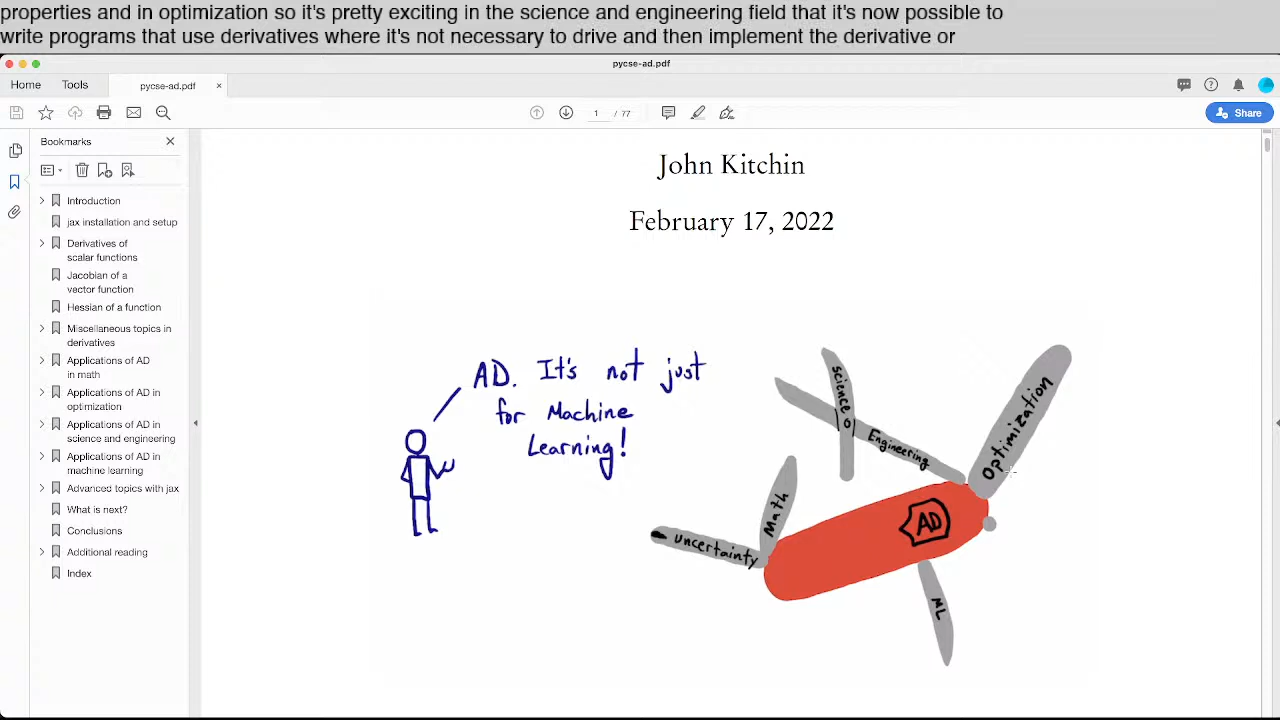 properties and in optimization so it's pretty exciting in the science and engineering field that it's now possible to
write programs that use derivatives where it's not necessary to drive and then implement the derivative or
pycse-ad.pdf
Home Tools pycse-ad.pdf ×
1 / 77
Share
Bookmarks
Introduction
jax installation and setup
Derivatives of
scalar functions
Jacobian of a
vector function
Hessian of a function
Miscellaneous topics in
derivatives
Applications of AD
in math
Applications of AD in
optimization
Applications of AD in
science and engineering
Applications of AD in
machine learning
Advanced topics with jax
What is next?
Conclusions
Additional reading
Index
John Kitchin
February 17, 2022
AD. It's not just
for Machine
Learning!
science
Engineering
Optimization
Math
uncertainty
AD
ML